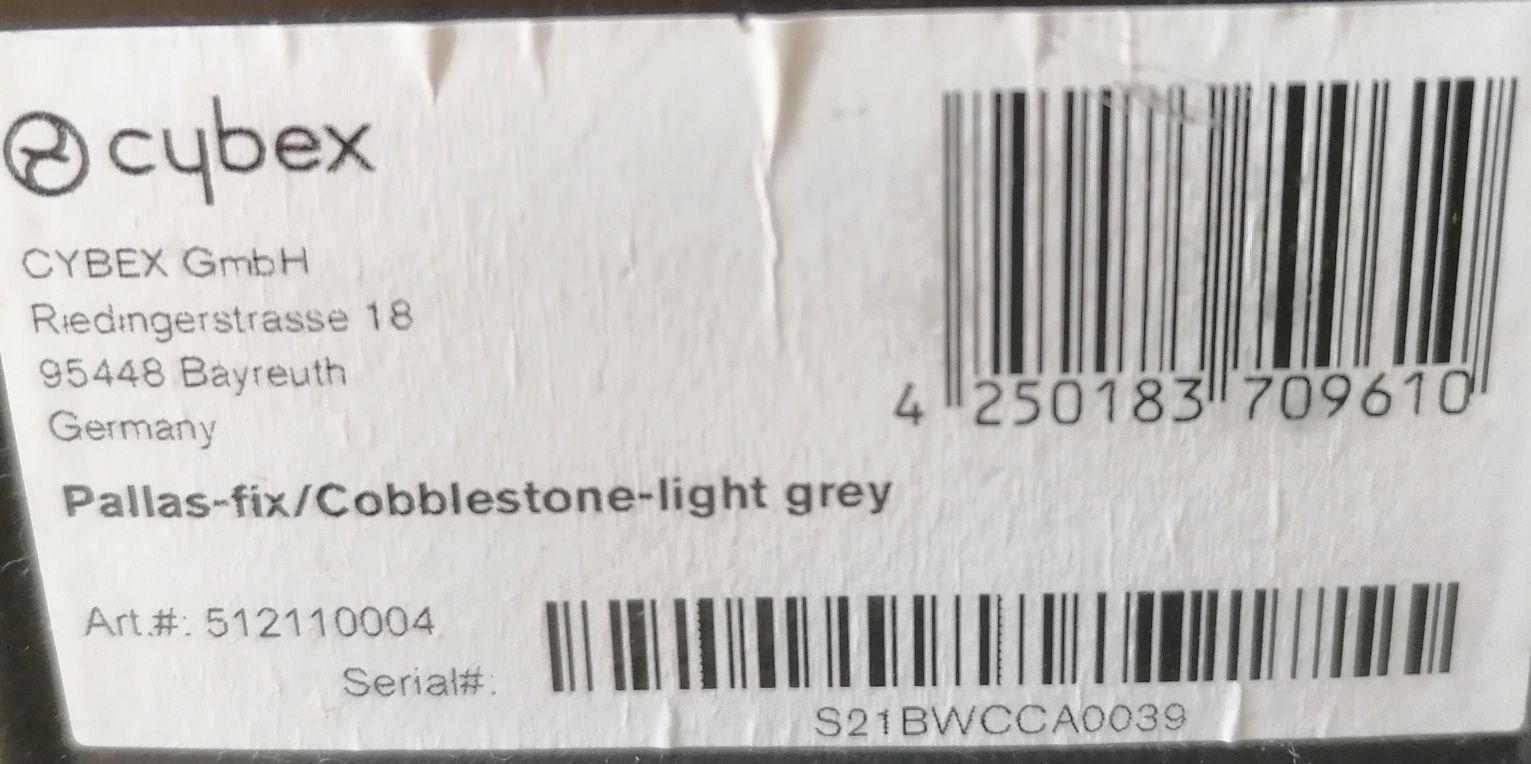 cybex
CYBEX GmbH
Riedingerstrasse 18
95448 Bayreuth
Germany
4 250183 709610
Pallas-fix/Cobblestone-light grey
Art.#: 512110004
Serial#:
S21BWCCA0039